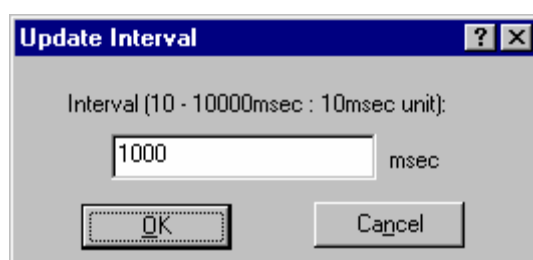 Update Interval
Interval (10 - 10000msec : 10msec unit):
1000 msec
OK Cancel